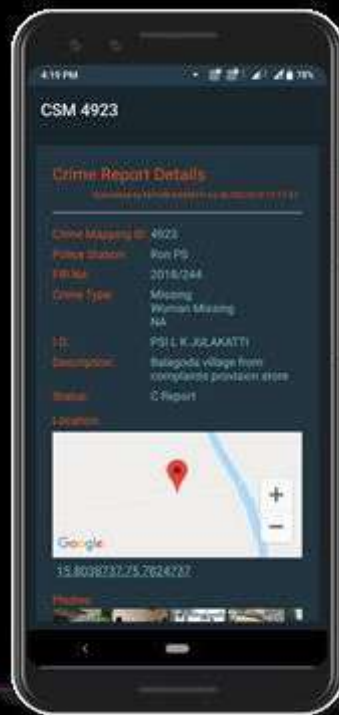 4:19 PM 78%
CSM 4923
Crime Report Details
Crime Mapping ID: 4923
Police Station: Ron PS
FIR No: 2018/244
Crime Type: Missing
Woman Missing
NA
I.O: PSI L K JULAKATTI
Description: Balagoda village from
complaints provision store
Status: C Report
Location:
Google
+
−
15.8038737,75.7824737
Photos: